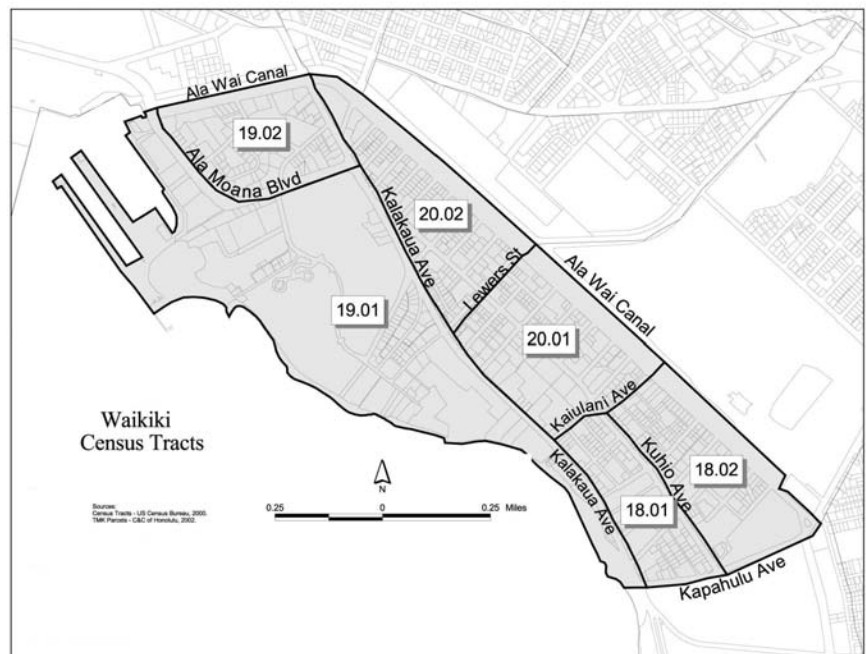 Ala Wai Canal
19.02
Ala Moana Blvd
20.02
Kalakaua Ave
Lewers St
Ala Wai Canal
19.01
20.01
Kaiulani Ave
Waikiki
Census Tracts
Kuhio Ave
18.02
Kalakaua Ave
18.01
N
Sources:
Census Tracts - US Census Bureau, 2000.
TMK Parcels - C&C of Honolulu, 2002.
0.25 0 0.25 Miles
Kapahulu Ave